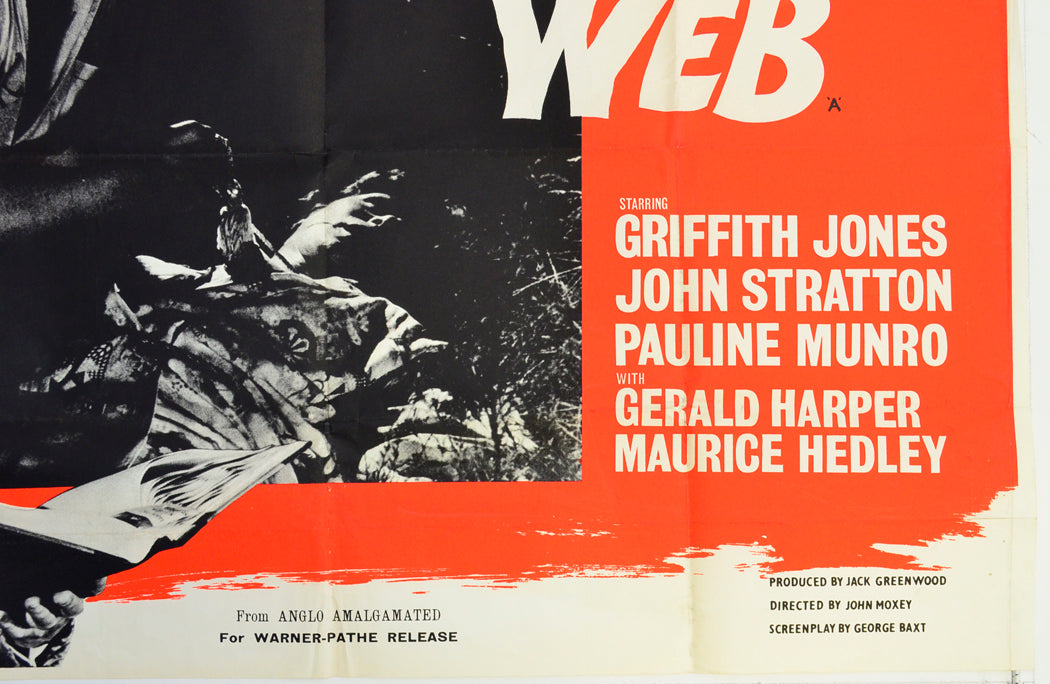 WEB
'A'
STARRING
GRIFFITH JONES
JOHN STRATTON
PAULINE MUNRO
WITH
GERALD HARPER
MAURICE HEDLEY
PRODUCED BY JACK GREENWOOD
DIRECTED BY JOHN MOXEY
SCREENPLAY BY GEORGE BAXT
From ANGLO AMALGAMATED
For WARNER-PATHE RELEASE